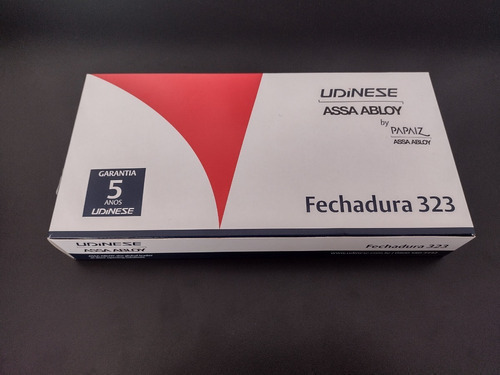 UDiNESE
ASSA ABLOY
by PAPAIZ
ASSA ABLOY
GARANTIA
5
ANOS
UDiNESE
Fechadura 323
UDiNESE
ASSA ABLOY
Fechadura 323